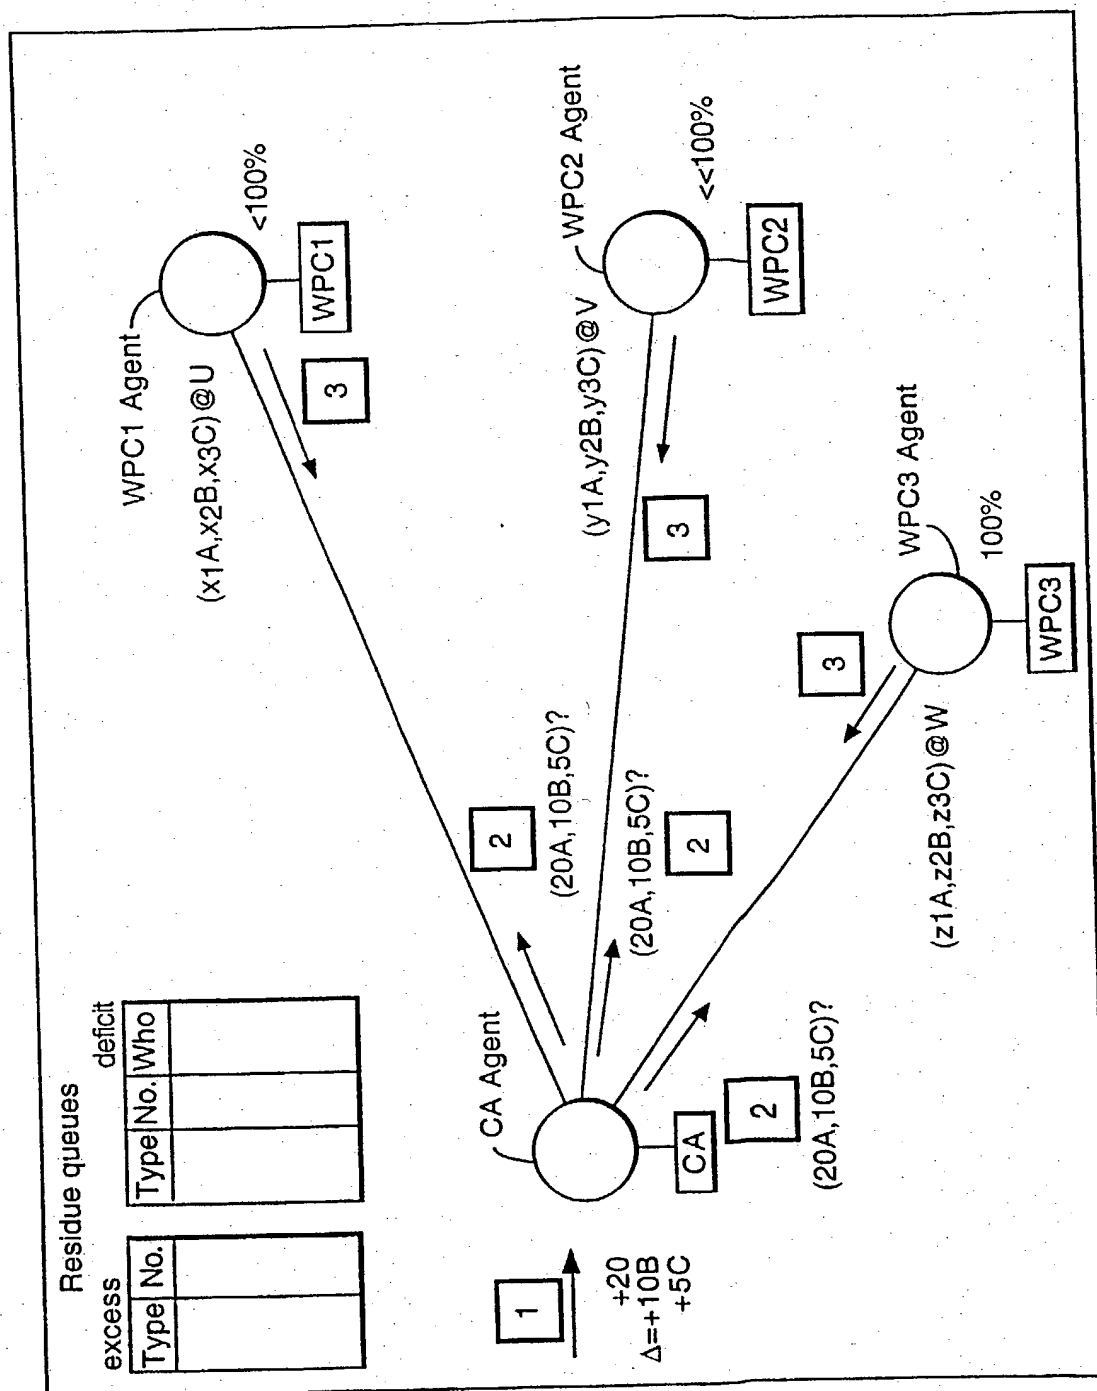 Residue queues
excess
Type No.
deficit
Type No. Who
1
+20
Δ=+10B
+5C
CA Agent
CA
2
(20A,10B,5C)?
2
(20A,10B,5C)?
(20A,10B,5C)?
2
WPC1 Agent
(x1A,x2B,x3C)@U
<100%
WPC1
3
WPC2 Agent
(y1A,y2B,y3C)@V
<<100%
WPC2
3
WPC3 Agent
100%
WPC3
3
(z1A,z2B,z3C)@W